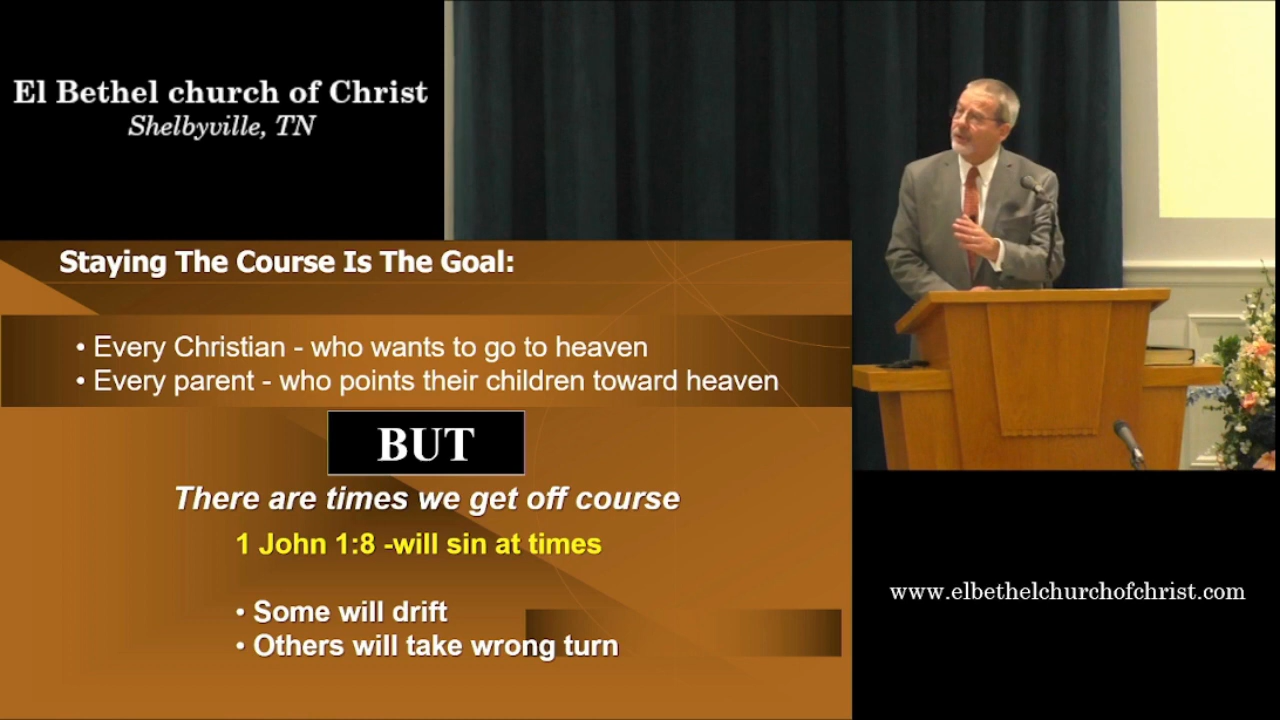 El Bethel church of Christ
Shelbyville, TN
Staying The Course Is The Goal:
• Every Christian - who wants to go to heaven
• Every parent - who points their children toward heaven
BUT
There are times we get off course
1 John 1:8 -will sin at times
• Some will drift
• Others will take wrong turn
www.elbethelchurchofchrist.com